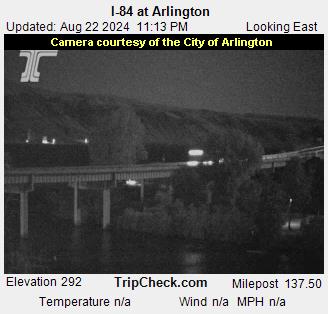 I-84 at Arlington
Updated: Aug 22 2024 11:13 PM Looking East
Camera courtesy of the City of Arlington
Elevation 292 TripCheck.com Milepost 137.50
Temperature n/a Wind n/a MPH n/a